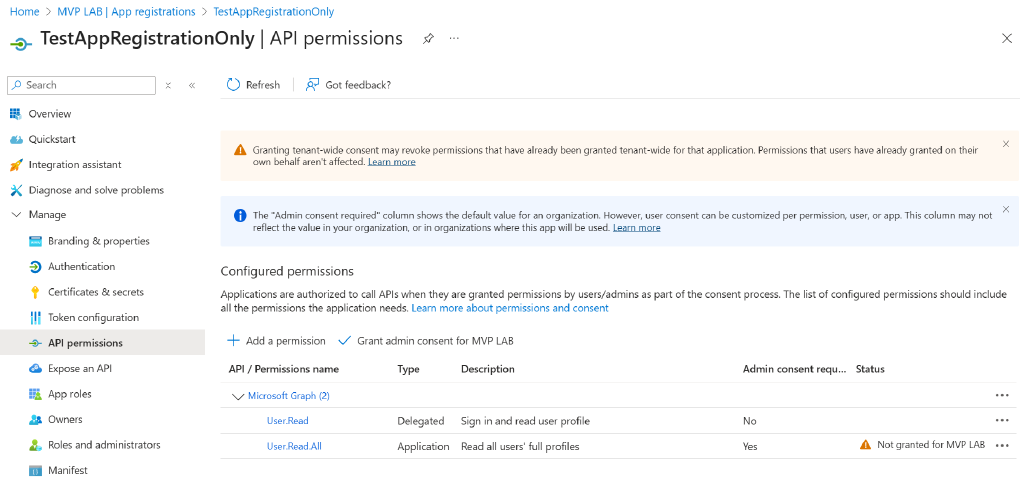 Home > MVP LAB | App registrations > TestAppRegistrationOnly
TestAppRegistrationOnly | API permissions
Search
Refresh
Got feedback?
Overview
Quickstart
Integration assistant
Diagnose and solve problems
Manage
Branding & properties
Authentication
Certificates & secrets
Token configuration
API permissions
Expose an API
App roles
Owners
Roles and administrators
Manifest
Granting tenant-wide consent may revoke permissions that have already been granted tenant-wide for that application. Permissions that users have already granted on their
own behalf aren't affected. Learn more
The "Admin consent required" column shows the default value for an organization. However, user consent can be customized per permission, user, or app. This column may not
reflect the value in your organization, or in organizations where this app will be used. Learn more
Configured permissions
Applications are authorized to call APIs when they are granted permissions by users/admins as part of the consent process. The list of configured permissions should include
all the permissions the application needs. Learn more about permissions and consent
Add a permission Grant admin consent for MVP LAB
API / Permissions name Type Description Admin consent requ... Status
Microsoft Graph (2)
User.Read Delegated Sign in and read user profile No
User.Read.All Application Read all users' full profiles Yes Not granted for MVP LAB